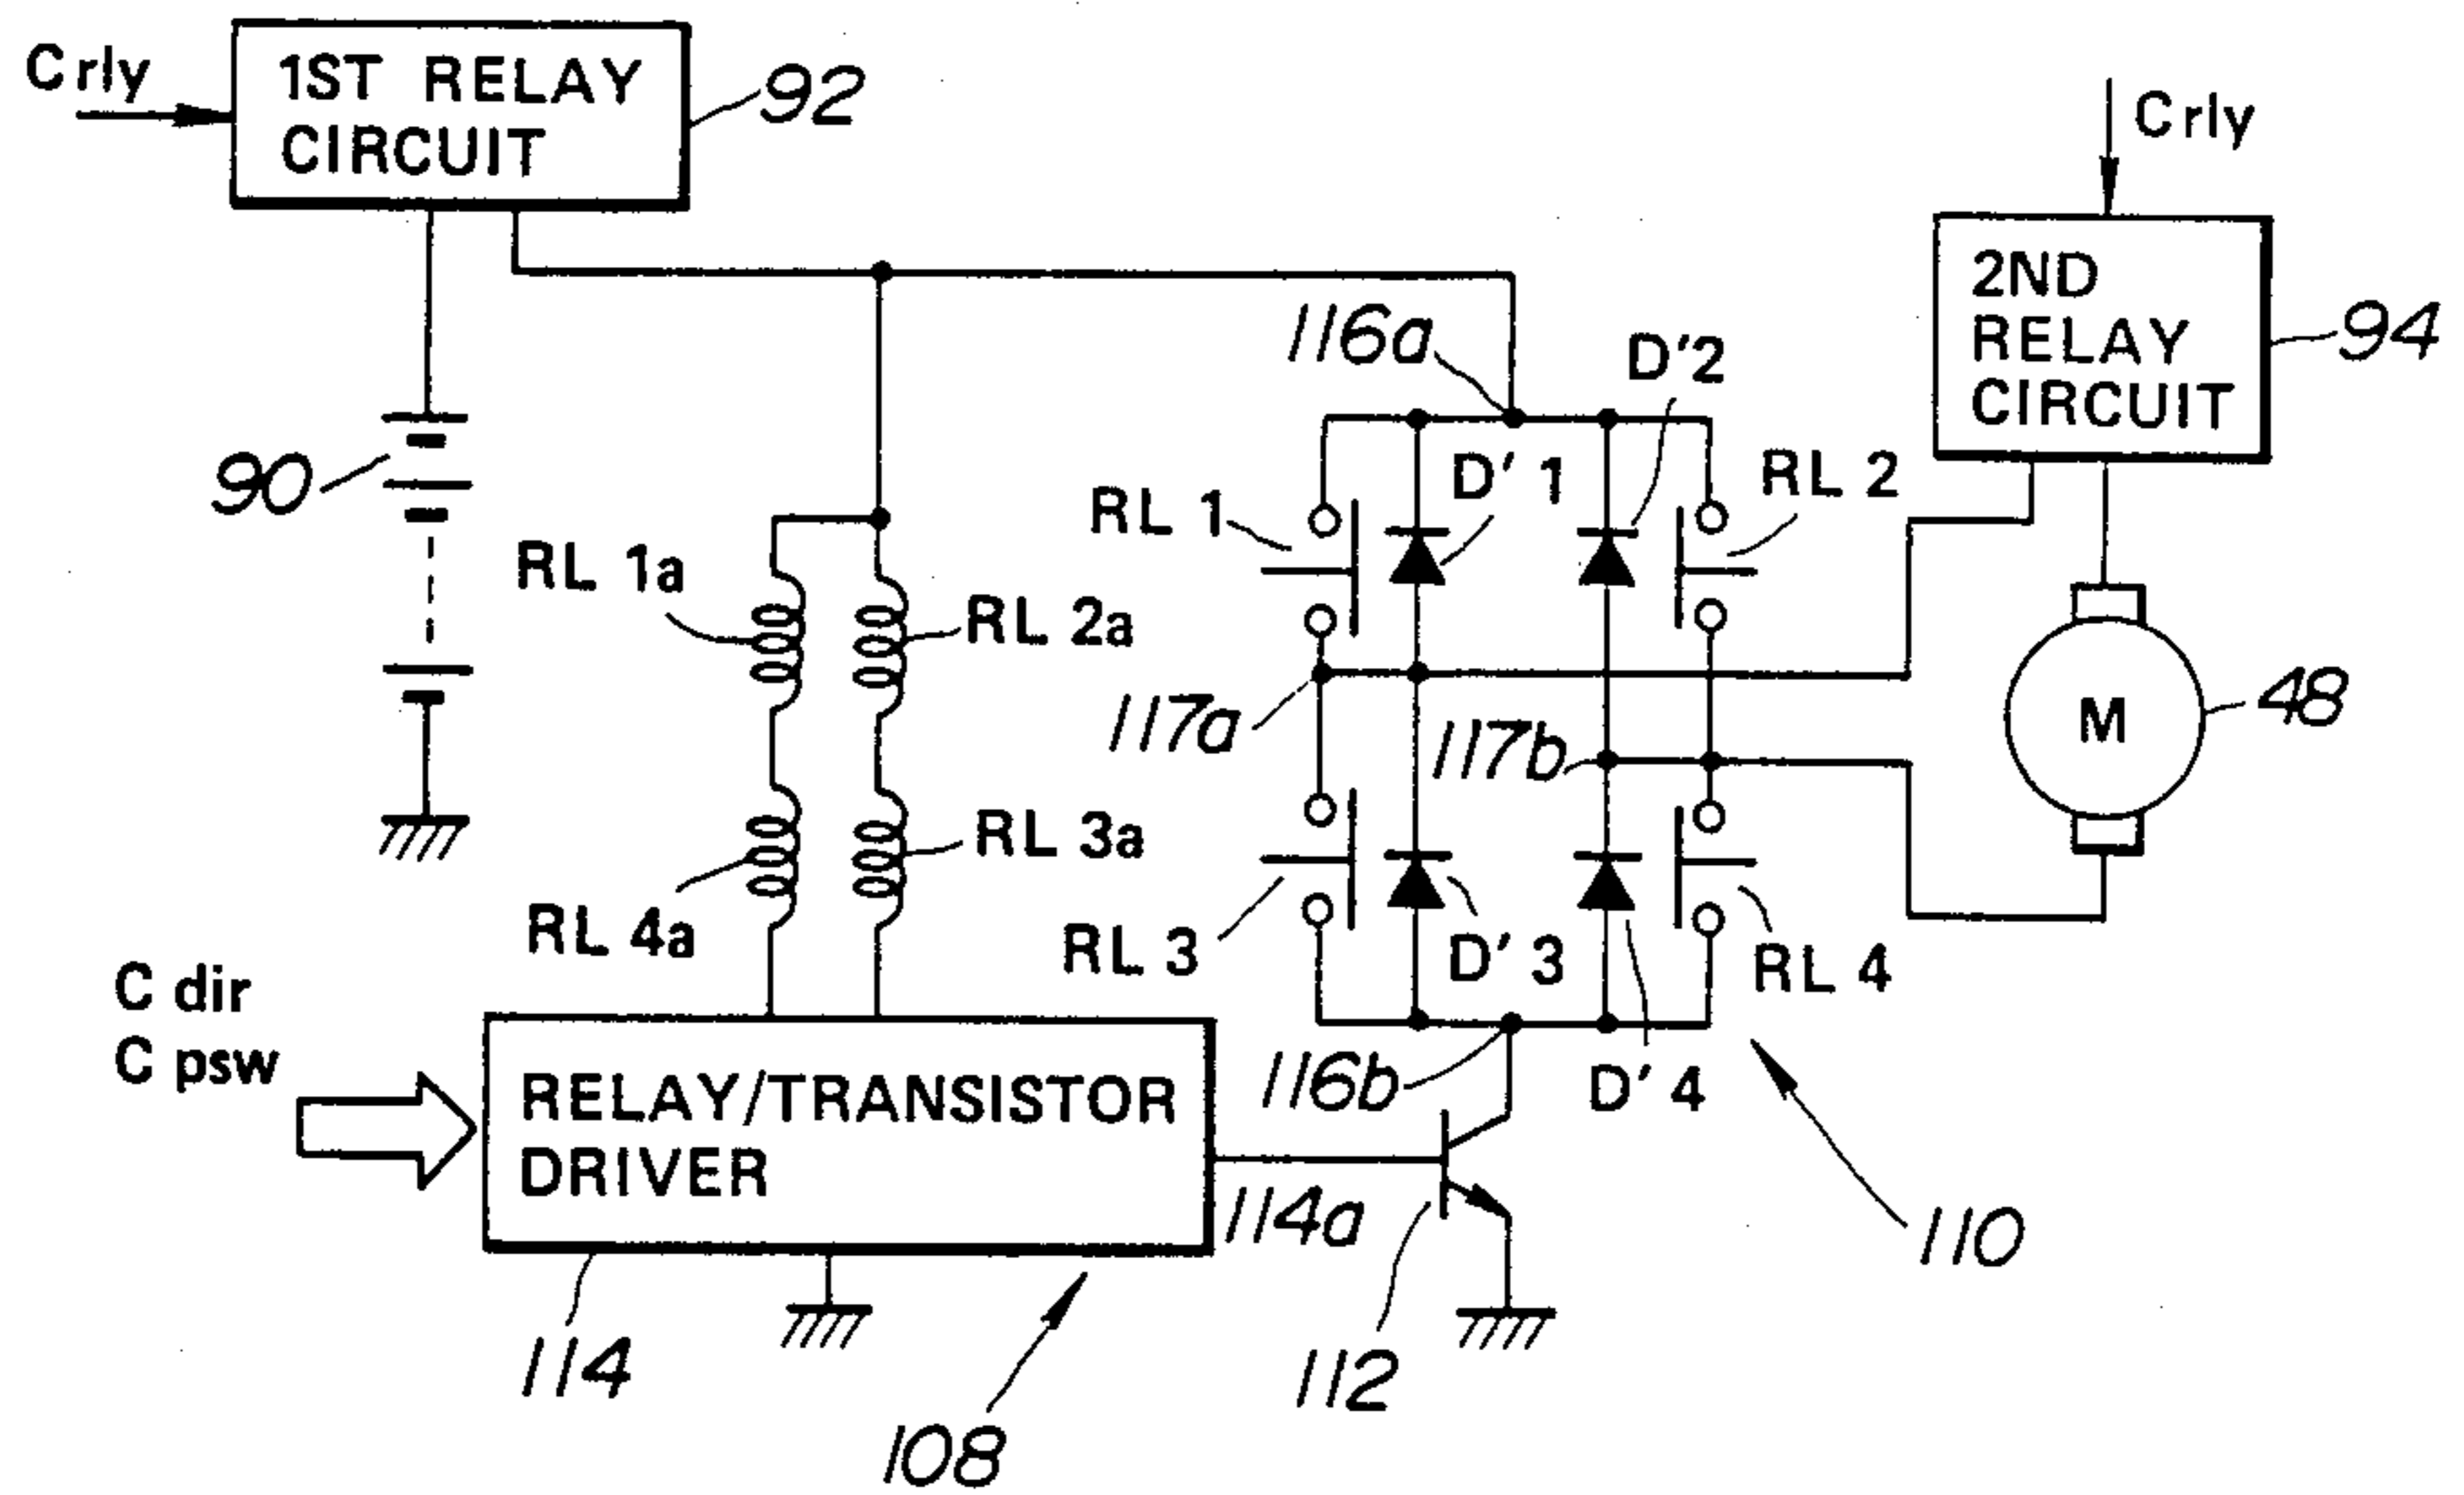 C rly
1ST RELAY
CIRCUIT
92
C rly
2ND
RELAY
CIRCUIT
94
116a
D'2
90
RL 1
D' 1
RL 2
RL 1a
RL 2a
117a
117b
M
48
RL 4a
RL 3a
RL 3
D' 3
RL 4
C dir
C psw
RELAY/TRANSISTOR
DRIVER
116b
D' 4
114a
110
114
112
108